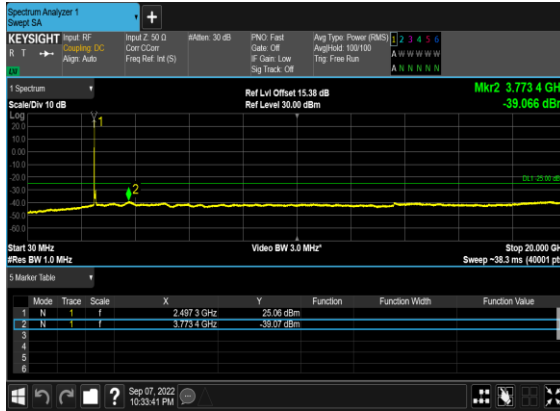 Spectrum Analyzer 1
Swept SA
+
KEYSIGHT
R T
LU
Input: RF
Coupling: DC
Align: Auto
Input Z: 50 Ω
Corr CCorr
Freq Ref: Int (S)
#Atten: 30 dB
PNO: Fast
Gate: Off
IF Gain: Low
Sig Track: Off
Avg Type: Power (RMS)
Avg|Hold: 100/100
Trig: Free Run
1 2 3 4 5 6
A W W W W W
A N N N N N
1 Spectrum
Scale/Div 10 dB
Ref Lvl Offset 15.38 dB
Ref Level 30.00 dBm
Mkr2 3.773 4 GH
-39.066 dBr
Log
20.0
10.0
0.00
-10.0
-20.0
-30.0
-40.0
-50.0
-60.0
1
2
DL1 -25.00 dB
Start 30 MHz
#Res BW 1.0 MHz
Video BW 3.0 MHz*
Stop 20.000 GH
Sweep ~38.3 ms (40001 pt
5 Marker Table
Mode Trace Scale X Y Function Function Width Function Value
1 N 1 f 2.497 3 GHz 25.06 dBm
2 N 1 f 3.773 4 GHz -39.07 dBm
3
4
5
6
?
Sep 07, 2022
10:33:41 PM